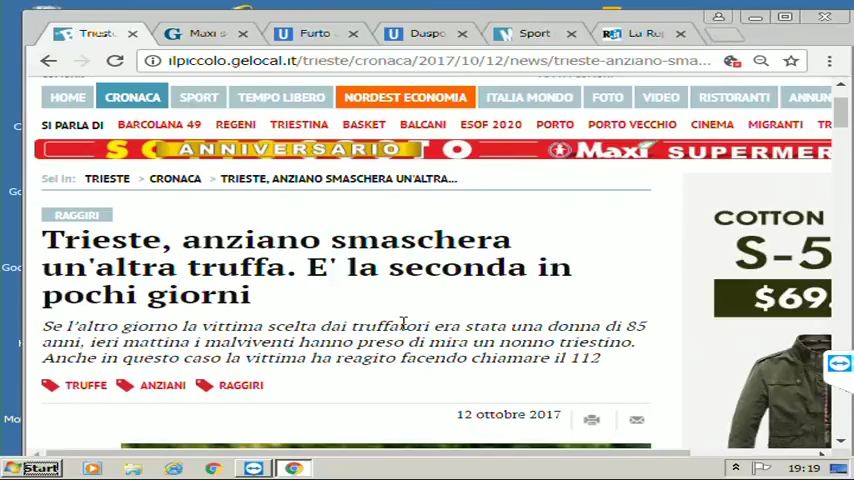 Trieste
Maxi s
Furto
Daspo
Sport
La Re
ilpiccolo.gelocal.it/trieste/cronaca/2017/10/12/news/trieste-anziano-sma...
HOME CRONACA SPORT TEMPO LIBERO NORDEST ECONOMIA ITALIA MONDO FOTO VIDEO RISTORANTI ANNUN
SI PARLA DI BARCOLANA 49 REGENI TRIESTINA BASKET BALCANI ESOF 2020 PORTO PORTO VECCHIO CINEMA MIGRANTI TR
ANNIVERSARIO Maxì SUPERMER
Sei in: TRIESTE > CRONACA > TRIESTE, ANZIANO SMASCHERA UN'ALTRA...
RAGGIRI
Trieste, anziano smaschera
un'altra truffa. E' la seconda in
pochi giorni
Se l'altro giorno la vittima scelta dai truffatori era stata una donna di 85
anni, ieri mattina i malviventi hanno preso di mira un nonno triestino.
Anche in questo caso la vittima ha reagito facendo chiamare il 112
TRUFFE ANZIANI RAGGIRI
12 ottobre 2017
COTTON
S-5
$69.
Start
19:19